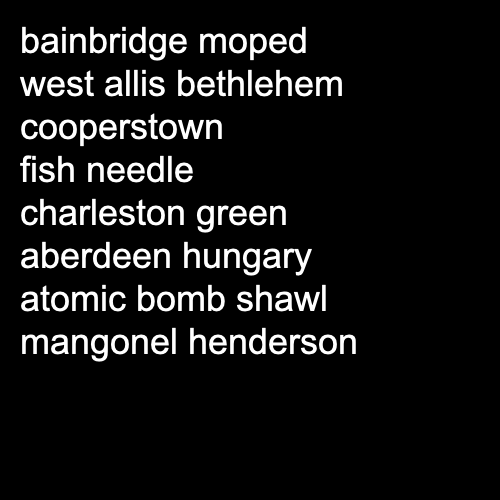 bainbridge moped
west allis bethlehem
cooperstown
fish needle
charleston green
aberdeen hungary
atomic bomb shawl
mangonel henderson